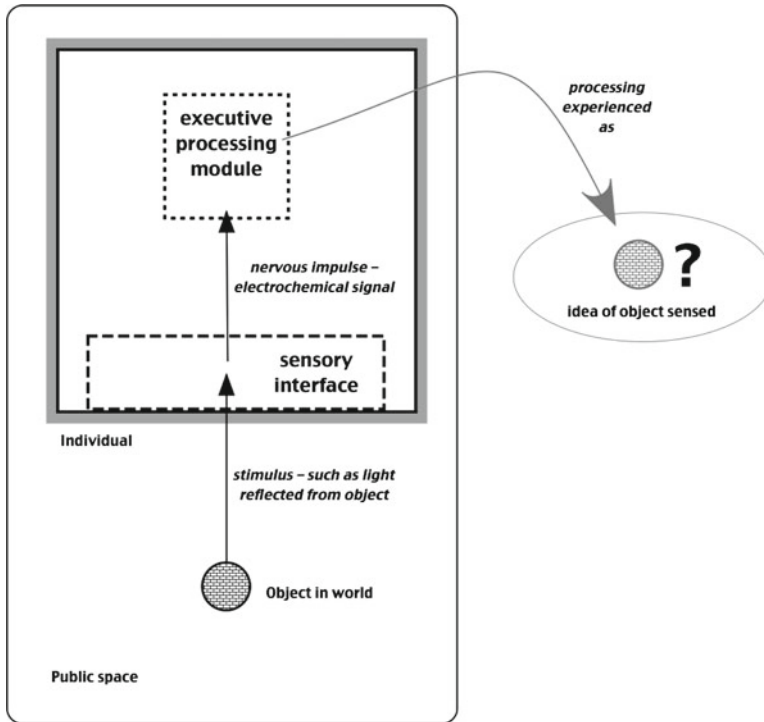 executive
processing
module
processing
experienced
as
nervous impulse –
electrochemical signal
?
idea of object sensed
sensory
interface
Individual
stimulus – such as light
reflected from object
Object in world
Public space